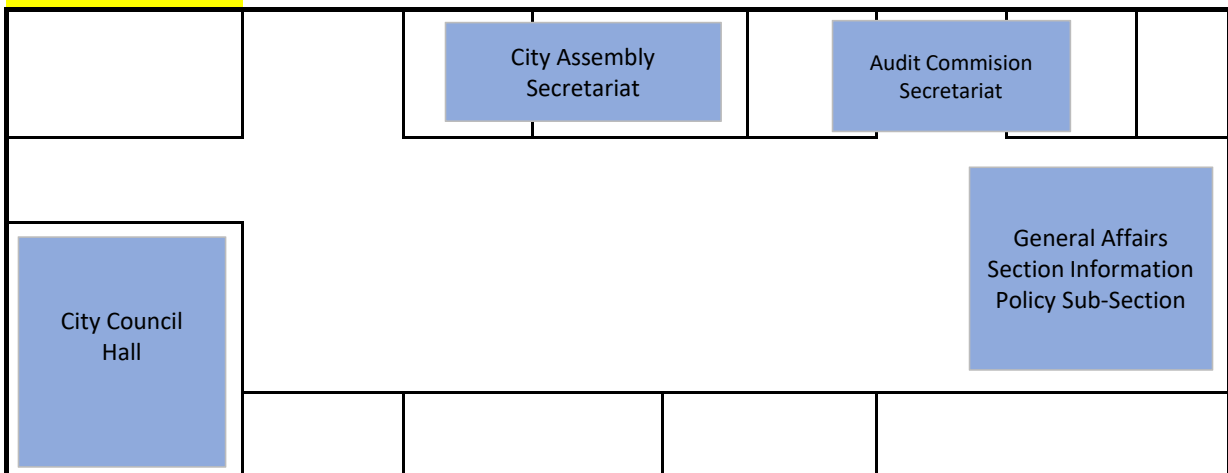 City Assembly
Secretariat
Audit Commision
Secretariat
General Affairs
Section Information
Policy Sub-Section
City Council
Hall